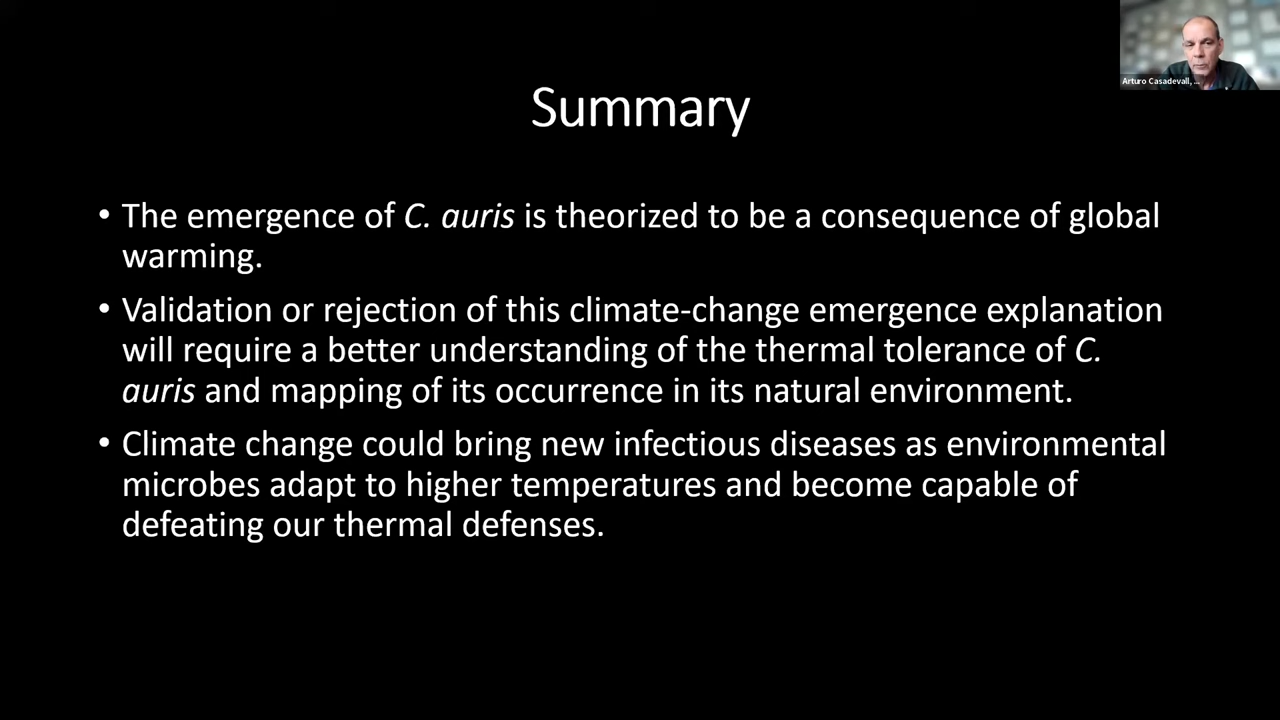 Arturo Casadevall, ...
Summary
• The emergence of C. auris is theorized to be a consequence of global
warming.
• Validation or rejection of this climate-change emergence explanation
will require a better understanding of the thermal tolerance of C.
auris and mapping of its occurrence in its natural environment.
• Climate change could bring new infectious diseases as environmental
microbes adapt to higher temperatures and become capable of
defeating our thermal defenses.